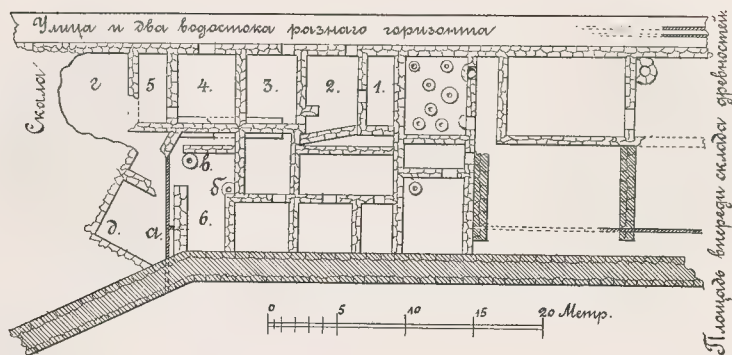 Улица и два водостока разнаго горизонта
Скала
г
5
4.
3.
2.
1.
в.
б
6.
д.
а.
0 5 10 15 20 Метр.
Площадь впереди склада древностей.